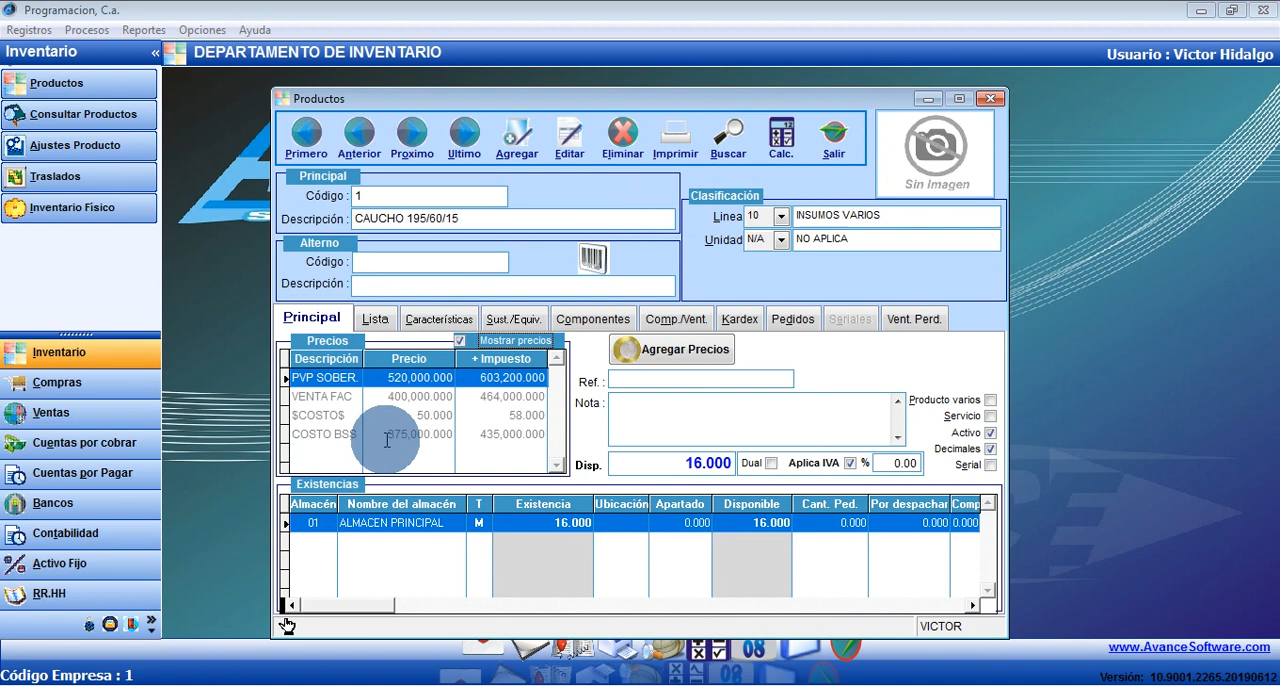 Programacion, C.a.
Registros Procesos Reportes Opciones Ayuda
Inventario «
DEPARTAMENTO DE INVENTARIO
Usuario : Victor Hidalgo
Productos
Consultar Productos
Ajustes Producto
Traslados
Inventario Físico
Inventario
Compras
Ventas
Cuentas por cobrar
Cuentas por Pagar
Bancos
Contabilidad
Activo Fijo
RR.HH
Productos
Primero Anterior Proximo Ultimo Agregar Editar Eliminar Imprimir Buscar Calc. Salir
Sin Imagen
Principal
Código : 1
Descripción : CAUCHO 195/60/15
Alterno
Código :
Descripción :
Clasificación
Linea 10 INSUMOS VARIOS
Unidad N/A NO APLICA
Principal Lista Características Sust./Equiv. Componentes Comp./Vent. Kardex Pedidos Seriales Vent. Perd.
Precios Mostrar precios
Descripción Precio + Impuesto
PVP SOBER. 520,000.000 603,200.000
VENTA FAC 400,000.000 464,000.000
$COSTO$ 50.000 58.000
COSTO BS$ 375,000.000 435,000.000
Agregar Precios
Ref. :
Nota :
Producto varios
Servicio
Activo
Decimales
Serial
Disp. 16.000 Dual Aplica IVA % 0.00
Existencias
Almacén Nombre del almacén T Existencia Ubicación Apartado Disponible Cant. Ped. Por despachar Comp
01 ALMACEN PRINCIPAL M 16.000 0.000 16.000 0.000 0.000 0.000
VICTOR
08
www.AvanceSoftware.com
Código Empresa : 1
Versión: 10.9001.2265.20190612